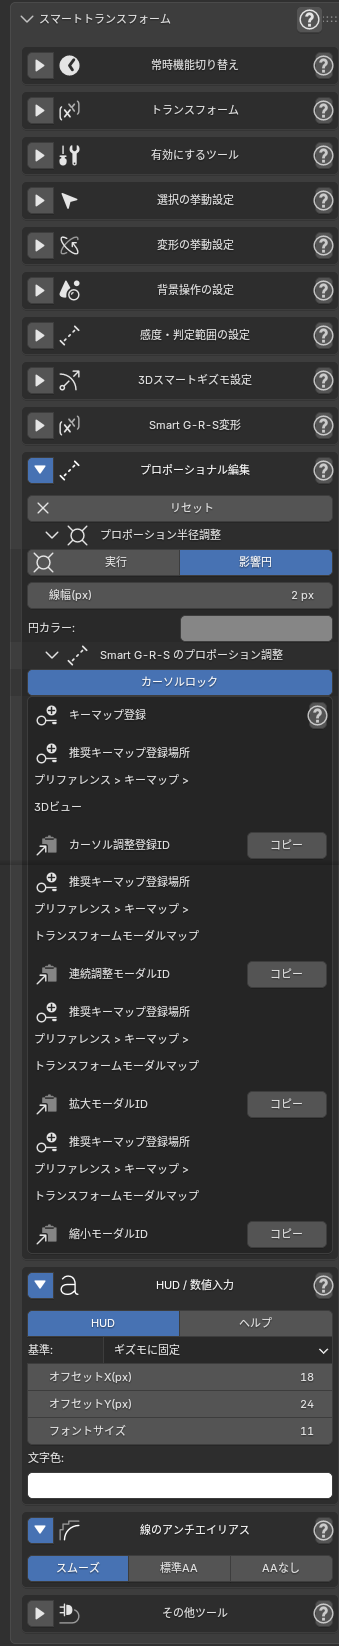 スマートトランスフォーム
常時機能切り替え
トランスフォーム
有効にするツール
選択の挙動設定
変形の挙動設定
背景操作の設定
感度・判定範囲の設定
3Dスマートギズモ設定
Smart G-R-S変形
プロポーショナル編集
リセット
プロポーション半径調整
実行 影響円
線幅(px) 2 px
円カラー:
Smart G-R-S のプロポーション調整
カーソルロック
キーマップ登録
推奨キーマップ登録場所
プリファレンス > キーマップ >
3Dビュー
カーソル調整登録ID コピー
推奨キーマップ登録場所
プリファレンス > キーマップ >
トランスフォームモーダルマップ
連続調整モーダルID コピー
推奨キーマップ登録場所
プリファレンス > キーマップ >
トランスフォームモーダルマップ
拡大モーダルID コピー
推奨キーマップ登録場所
プリファレンス > キーマップ >
トランスフォームモーダルマップ
縮小モーダルID コピー
HUD / 数値入力
HUD ヘルプ
基準: ギズモに固定
オフセットX(px) 18
オフセットY(px) 24
フォントサイズ 11
文字色:
線のアンチエイリアス
スムーズ 標準AA AAなし
その他ツール